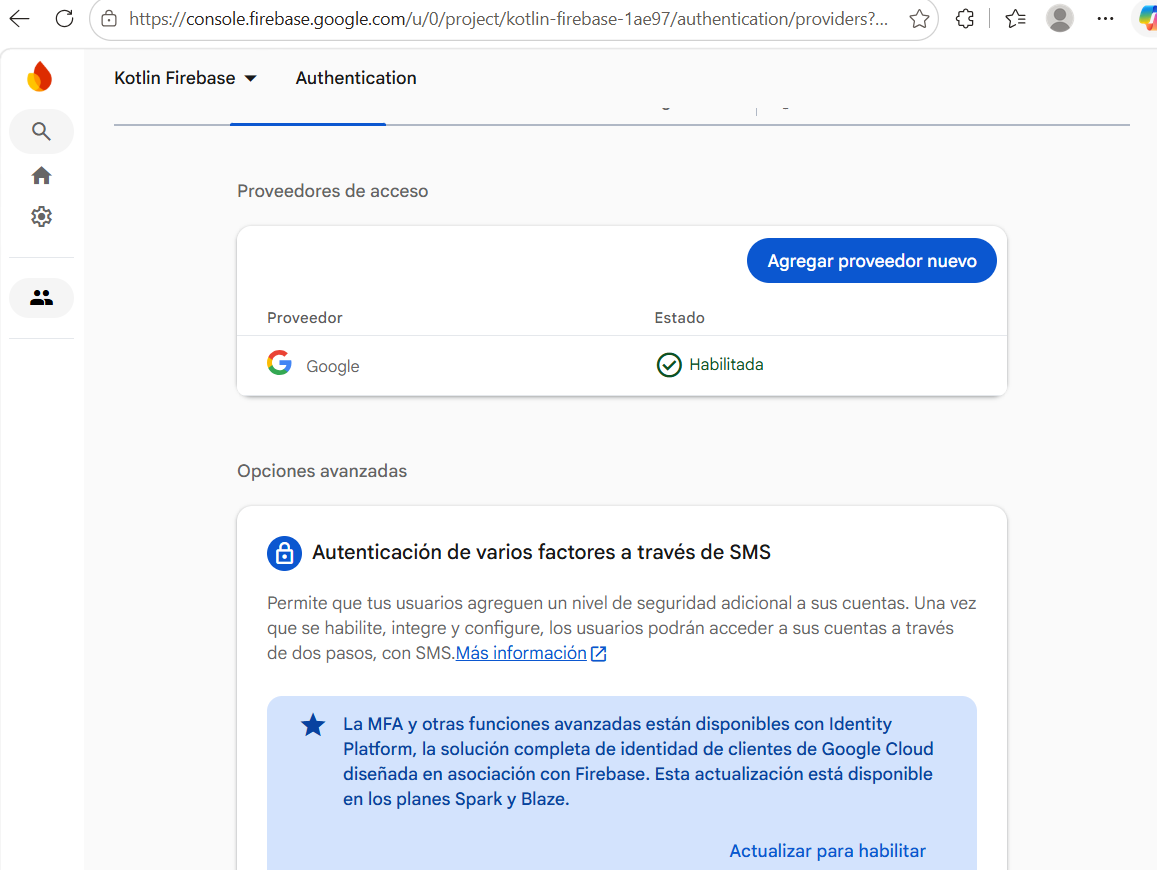 https://console.firebase.google.com/u/0/project/kotlin-firebase-1ae97/authentication/providers?...
Kotlin Firebase
Authentication
Proveedores de acceso
Agregar proveedor nuevo
Proveedor
Estado
Google
Habilitada
Opciones avanzadas
Autenticación de varios factores a través de SMS
Permite que tus usuarios agreguen un nivel de seguridad adicional a sus cuentas. Una vez
que se habilite, integre y configure, los usuarios podrán acceder a sus cuentas a través
de dos pasos, con SMS.Más información
La MFA y otras funciones avanzadas están disponibles con Identity
Platform, la solución completa de identidad de clientes de Google Cloud
diseñada en asociación con Firebase. Esta actualización está disponible
en los planes Spark y Blaze.
Actualizar para habilitar